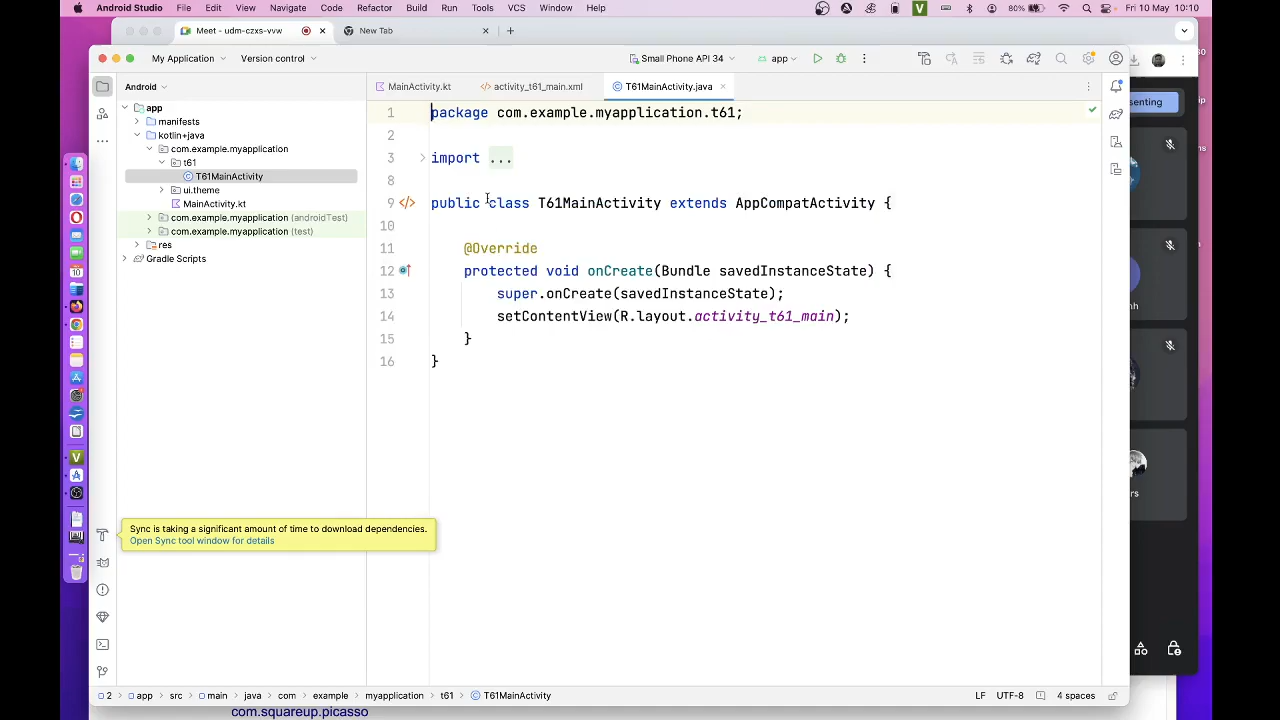 Android Studio File Edit View Navigate Code Refactor Build Run Tools VCS Window Help 80% Fri 10 May 10:10
Meet - udm-czxs-vvw New Tab
My Application Version control Small Phone API 34 app
Android MainActivity.kt activity_t61_main.xml T61MainActivity.java
app
manifests
kotlin+java
com.example.myapplication
t61
T61MainActivity
ui.theme
MainActivity.kt
com.example.myapplication (androidTest)
com.example.myapplication (test)
res
Gradle Scripts
1 package com.example.myapplication.t61;
2
3 import ...
8
9 public class T61MainActivity extends AppCompatActivity {
10
11 @Override
12 protected void onCreate(Bundle savedInstanceState) {
13 super.onCreate(savedInstanceState);
14 setContentView(R.layout.activity_t61_main);
15 }
16 }
Sync is taking a significant amount of time to download dependencies.
Open Sync tool window for details
2 app src main java com example myapplication t61 T61MainActivity LF UTF-8 4 spaces
com.squareup.picasso